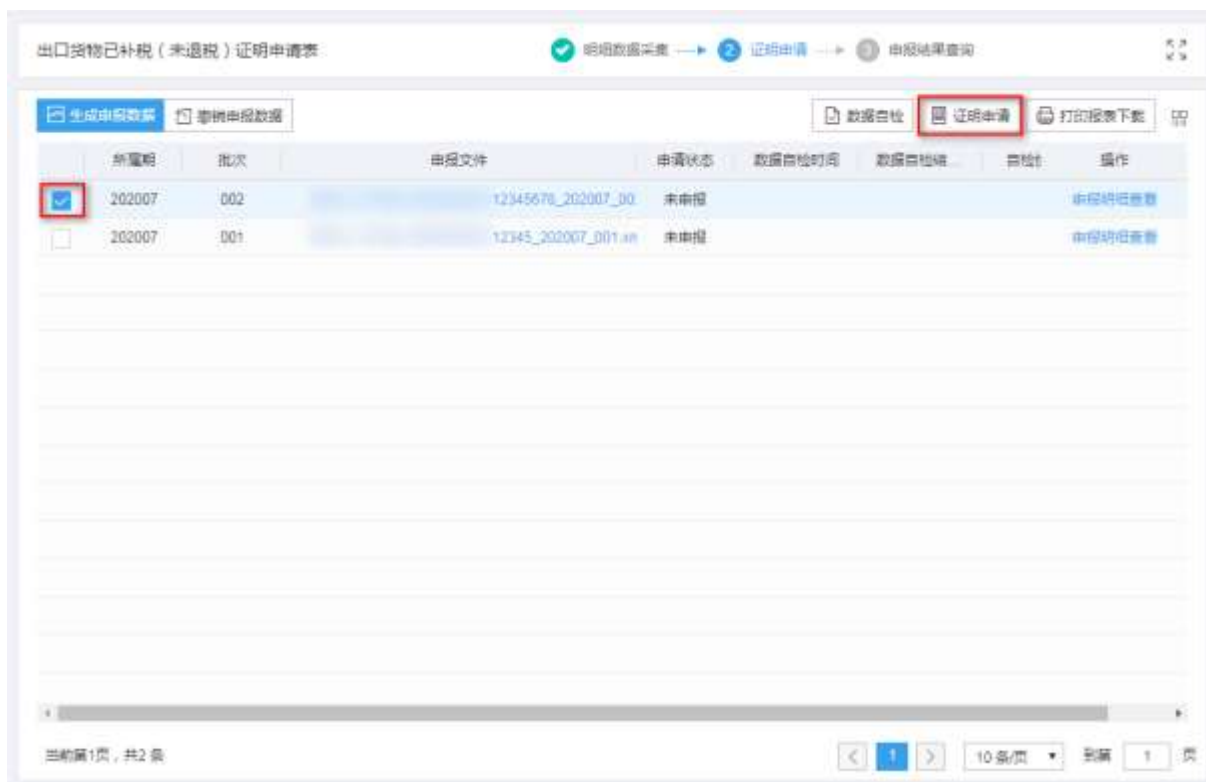 出口货物已补税（未退税）证明申请表 明细数据采集 2 证明申请 3 申报结果查询
生成申报数据 撤销申报数据 数据自检 证明申请 打印报表下载
所属期 批次 申报文件 申请状态 数据自检时间 数据自检结... 自检 操作
202007 002 12345678_202007_00 未申报 申报明细查看
202007 001 12345_202007_001.xm 未申报 申报明细查看
当前第1页，共2 条 < 1 > 10 条/页 到第 1 页